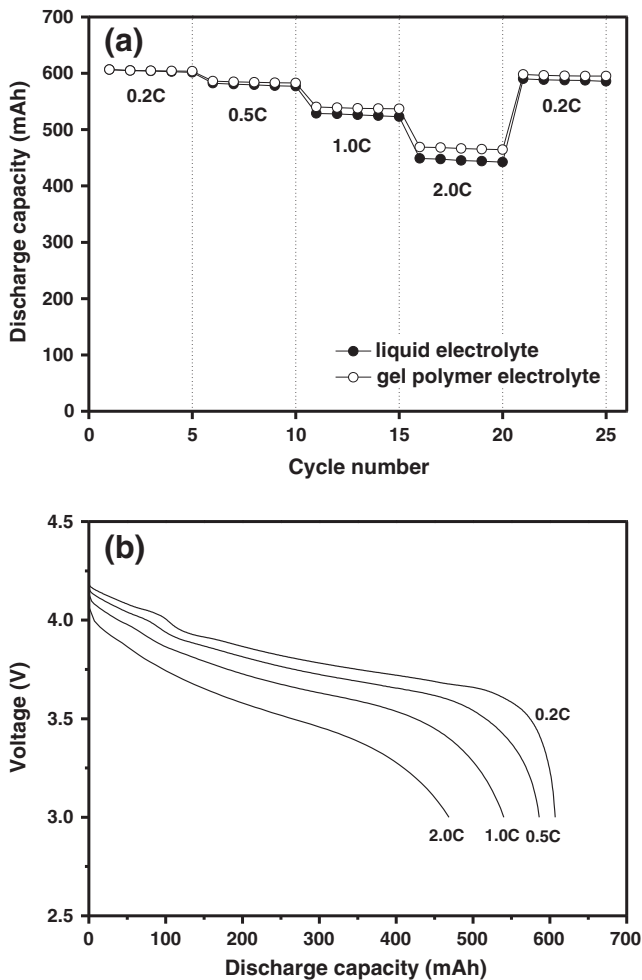 (a)
700
600
500
400
300
200
100
0
Discharge capacity (mAh)
0.2C
0.5C
1.0C
2.0C
0.2C
liquid electrolyte
gel polymer electrolyte
0 5 10 15 20 25
Cycle number
(b)
4.5
4.0
3.5
3.0
2.5
Voltage (V)
0.2C
2.0C 1.0C 0.5C
0 100 200 300 400 500 600 700
Discharge capacity (mAh)